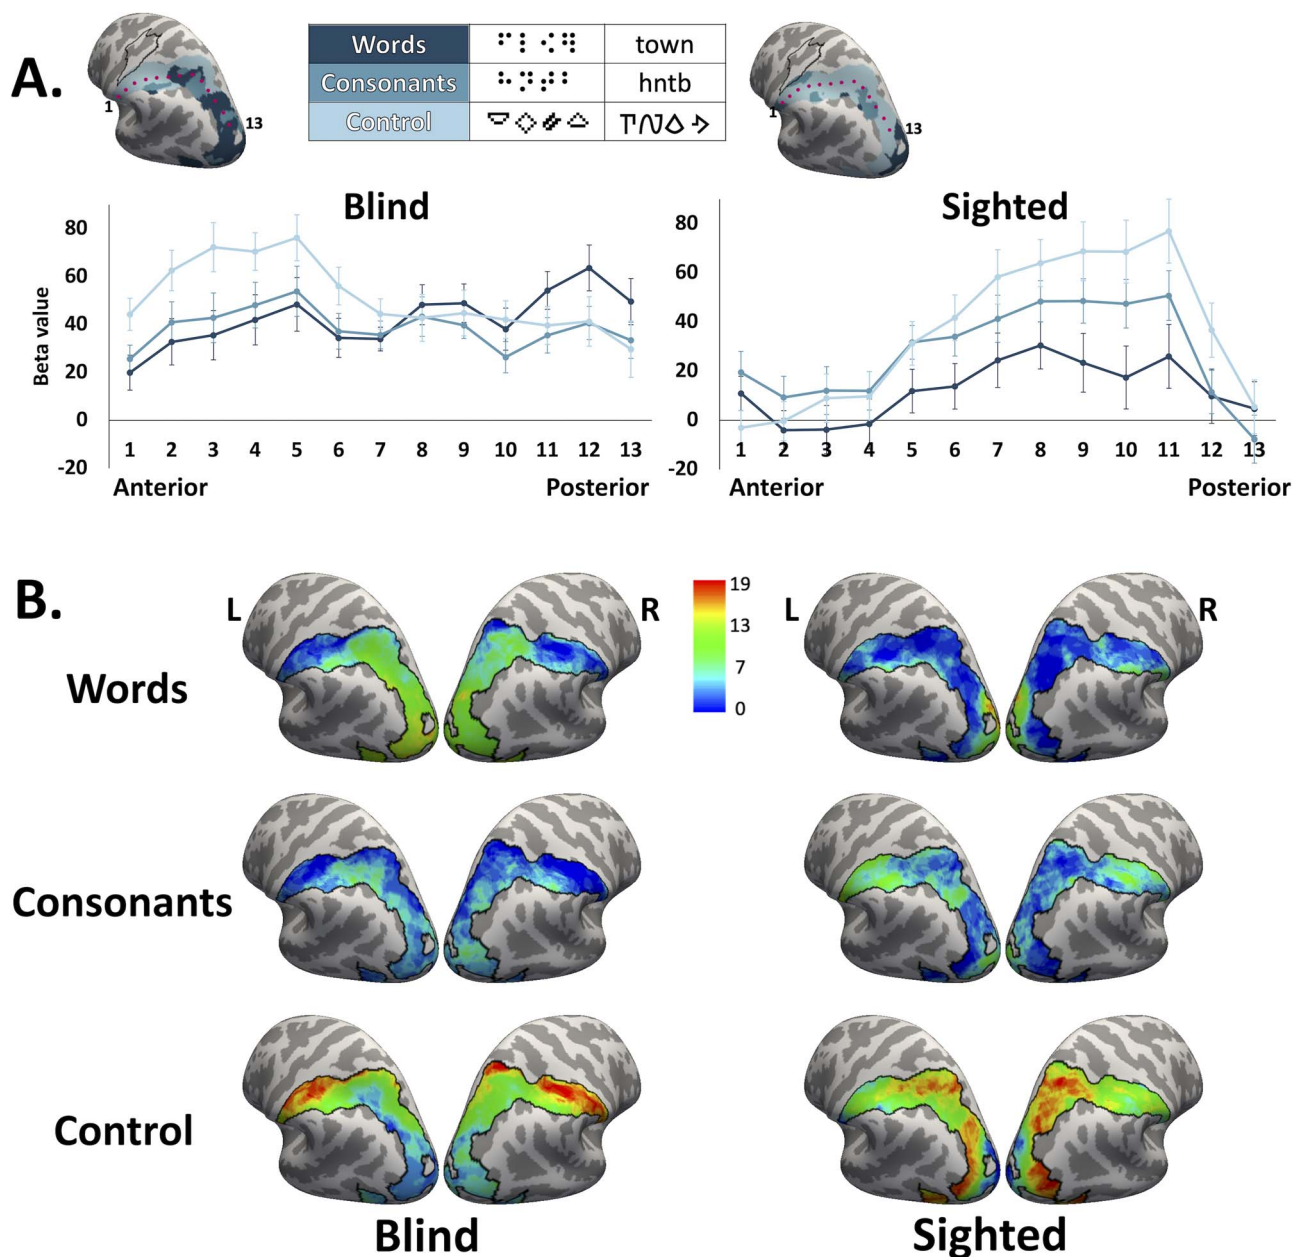 A.
1
13
Words ⠋⠇⠪⠻ town
Consonants hntb
Control
1
13
Blind
Sighted
Beta value
80
60
40
20
0
-20
1 2 3 4 5 6 7 8 9 10 11 12 13
Anterior Posterior
80
60
40
20
0
-20
1 2 3 4 5 6 7 8 9 10 11 12 13
Anterior Posterior
B.
L R
19
13
7
0
L R
Words
Consonants
Control
Blind Sighted